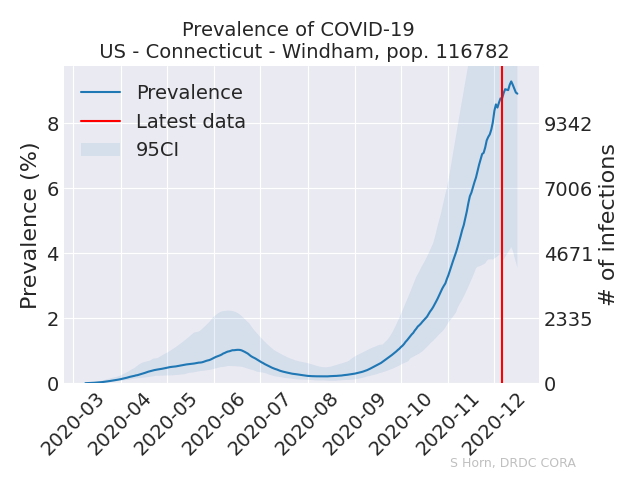 Prevalence of COVID-19
US - Connecticut - Windham, pop. 116782
Prevalence
Latest data
95CI
Prevalence (%)
8
6
4
2
0
9342
7006
4671
2335
0
# of infections
2020-03
2020-04
2020-05
2020-06
2020-07
2020-08
2020-09
2020-10
2020-11
2020-12
S Horn, DRDC CORA